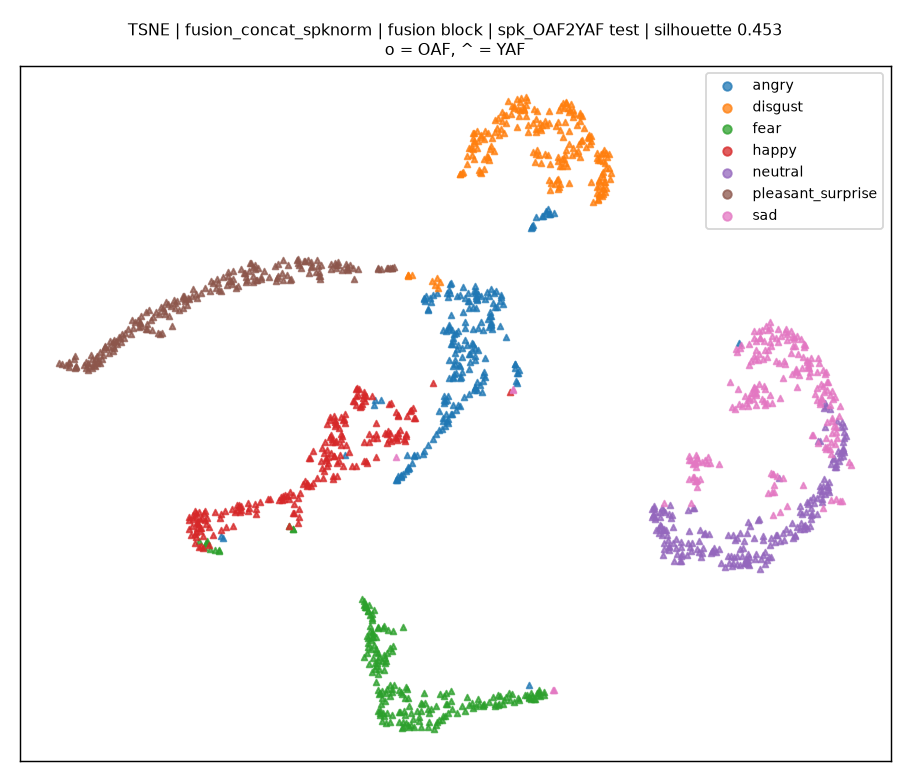 TSNE | fusion_concat_spknorm | fusion block | spk_OAF2YAF test | silhouette 0.453
o = OAF, ^ = YAF
angry
disgust
fear
happy
neutral
pleasant_surprise
sad